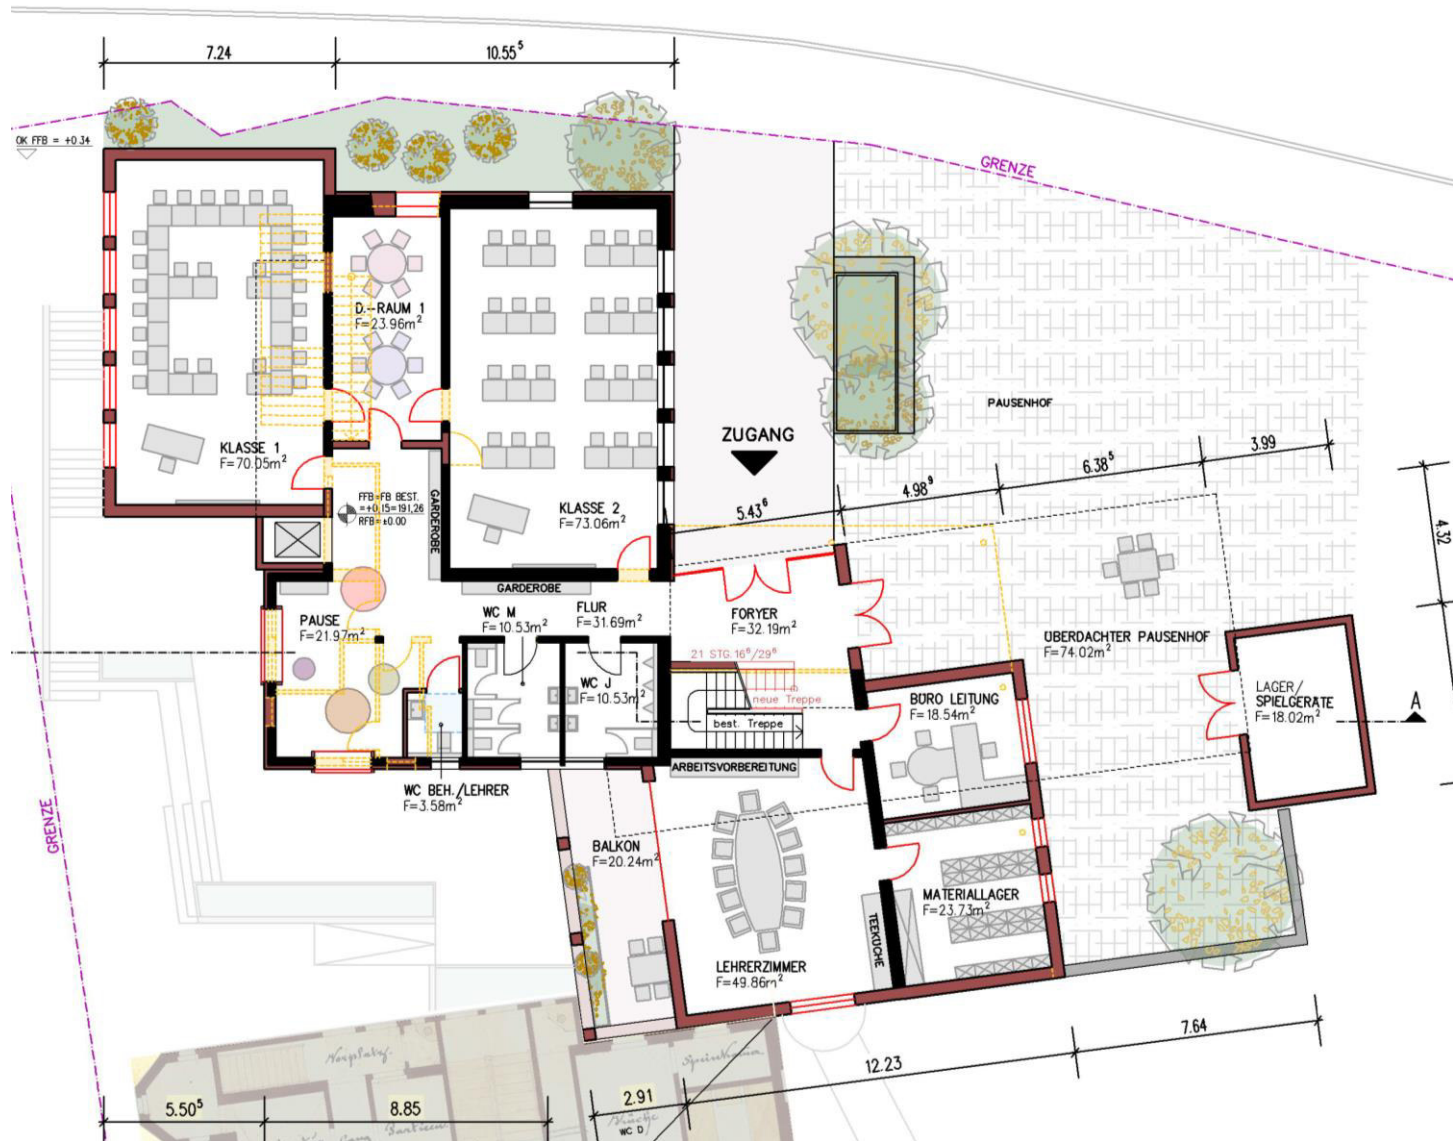 7.24
10.55⁵
OK FFB = +0.34
GRENZE
D.-RAUM 1
F=23.96m²
PAUSENHOF
ZUGANG
KLASSE 1
F=70.05m²
3.99
6.38⁵
4.98⁹
5.43⁶
4.32
FFB=FB BEST.
=+0.15=191,26
RFB=±0.00
GARDEROBE
KLASSE 2
F=73.06m²
GARDEROBE
PAUSE
F=21.97m²
WC M
F=10.53m²
FLUR
F=31.69m²
FORYER
F=32.19m²
ÜBERDACHTER PAUSENHOF
F=74.02m²
21 STG.16⁶/29⁶
neue Treppe
best. Treppe
WC J
F=10.53m²
BÜRO LEITUNG
F=18.54m²
LAGER/
SPIELGERÄTE
F=18.02m²
A
ARBEITSVORBEREITUNG
WC BEH./LEHRER
F=3.58m²
GRENZE
BALKON
F=20.24m²
MATERIALLAGER
F=23.73m²
TEEKÜCHE
LEHRERZIMMER
F=49.86m²
7.64
12.23
2.91
5.50⁵
8.85
WC D